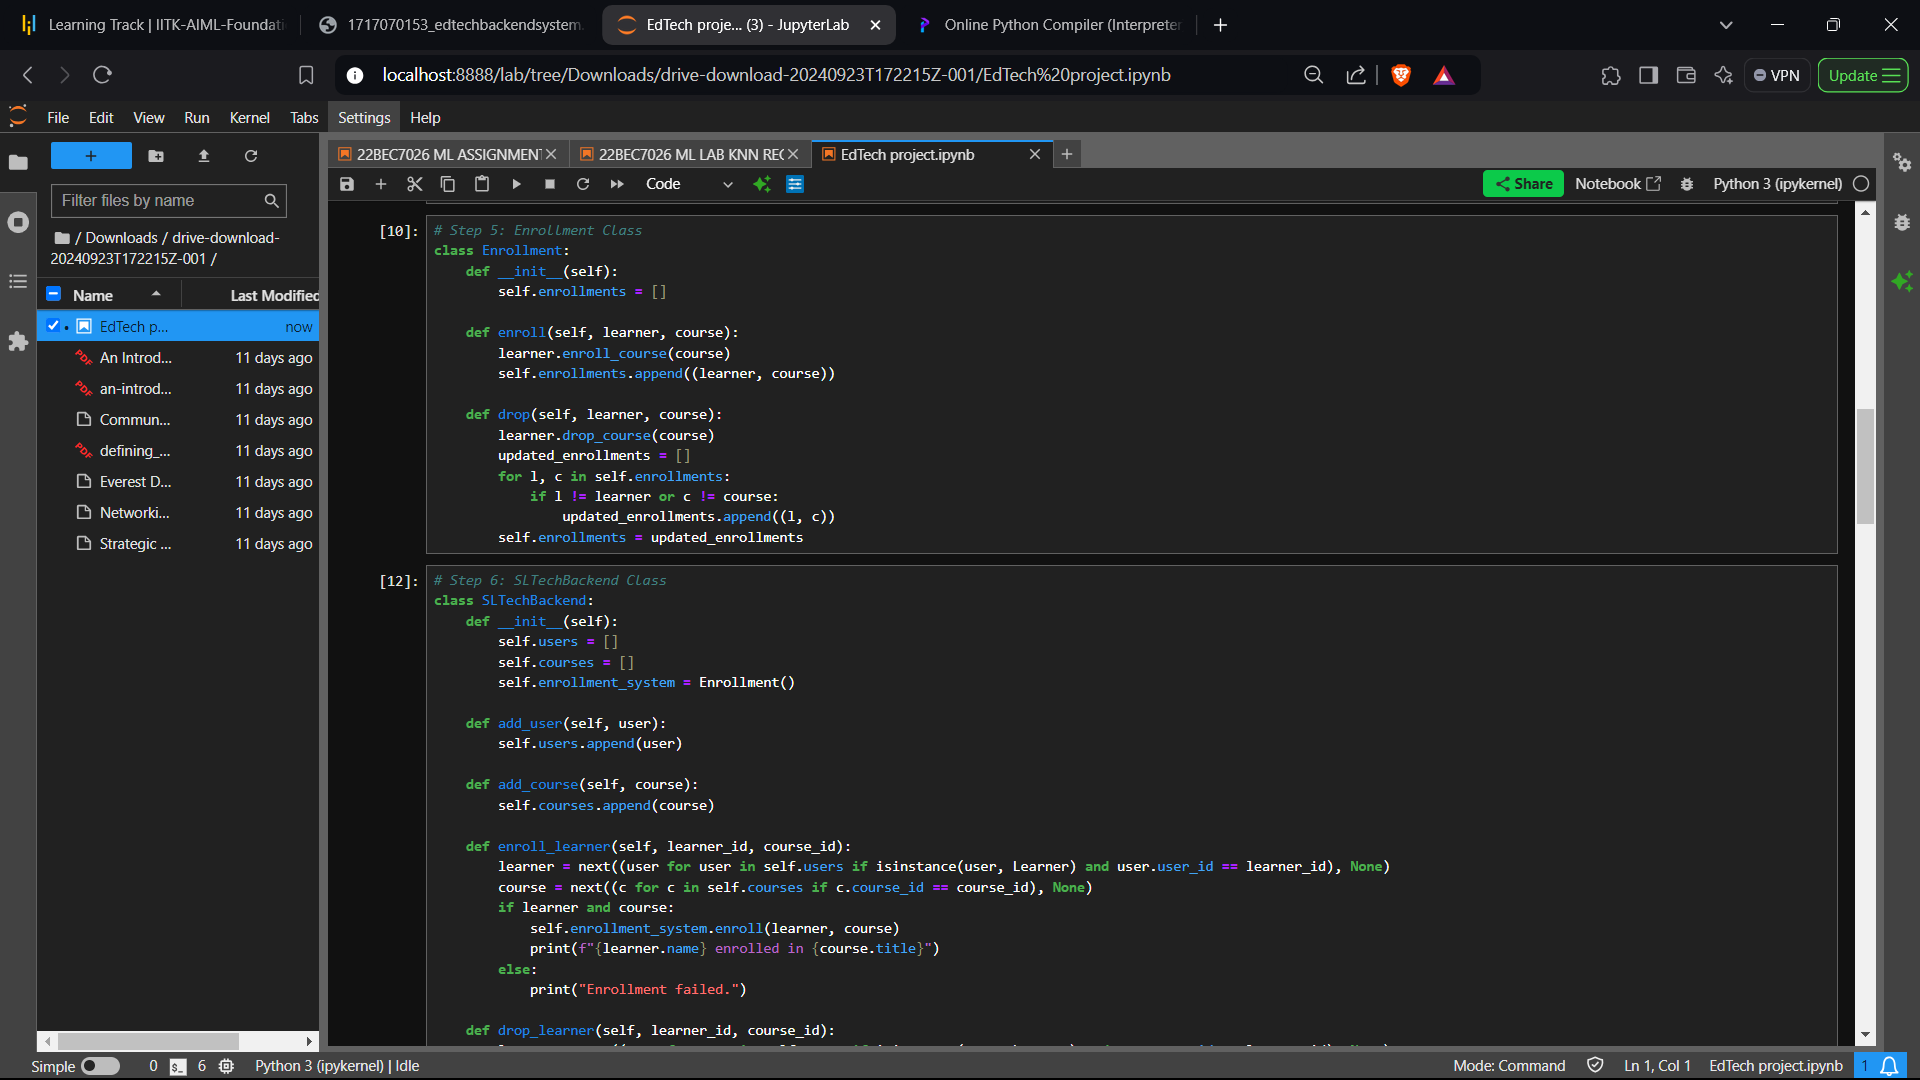 Learning Track | IITK-AIML-Foundati
1717070153_edtechbackendsystem.
EdTech proje... (3) - JupyterLab
Online Python Compiler (Interpreter
localhost:8888/lab/tree/Downloads/drive-download-20240923T172215Z-001/EdTech%20project.ipynb
VPN
Update
File Edit View Run Kernel Tabs Settings Help
22BEC7026 ML ASSIGNMENT
22BEC7026 ML LAB KNN REC
EdTech project.ipynb
Code
Share
Notebook
Python 3 (ipykernel)
Filter files by name
/ Downloads / drive-download-
20240923T172215Z-001 /
Name Last Modified
EdTech p... now
An Introd... 11 days ago
an-introd... 11 days ago
Commun... 11 days ago
defining_... 11 days ago
Everest D... 11 days ago
Networki... 11 days ago
Strategic ... 11 days ago
[10]: # Step 5: Enrollment Class
class Enrollment:
    def __init__(self):
        self.enrollments = []
    def enroll(self, learner, course):
        learner.enroll_course(course)
        self.enrollments.append((learner, course))
    def drop(self, learner, course):
        learner.drop_course(course)
        updated_enrollments = []
        for l, c in self.enrollments:
            if l != learner or c != course:
                updated_enrollments.append((l, c))
        self.enrollments = updated_enrollments
[12]: # Step 6: SLTechBackend Class
class SLTechBackend:
    def __init__(self):
        self.users = []
        self.courses = []
        self.enrollment_system = Enrollment()
    def add_user(self, user):
        self.users.append(user)
    def add_course(self, course):
        self.courses.append(course)
    def enroll_learner(self, learner_id, course_id):
        learner = next((user for user in self.users if isinstance(user, Learner) and user.user_id == learner_id), None)
        course = next((c for c in self.courses if c.course_id == course_id), None)
        if learner and course:
            self.enrollment_system.enroll(learner, course)
            print(f"{learner.name} enrolled in {course.title}")
        else:
            print("Enrollment failed.")
    def drop_learner(self, learner_id, course_id):
Simple 0 6 Python 3 (ipykernel) | Idle
Mode: Command Ln 1, Col 1 EdTech project.ipynb 1